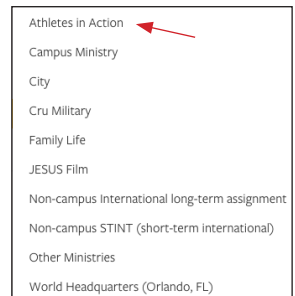 Athletes in Action
Campus Ministry
City
Cru Military
Family Life
JESUS Film
Non-campus International long-term assignment
Non-campus STINT (short-term international)
Other Ministries
World Headquarters (Orlando, FL)